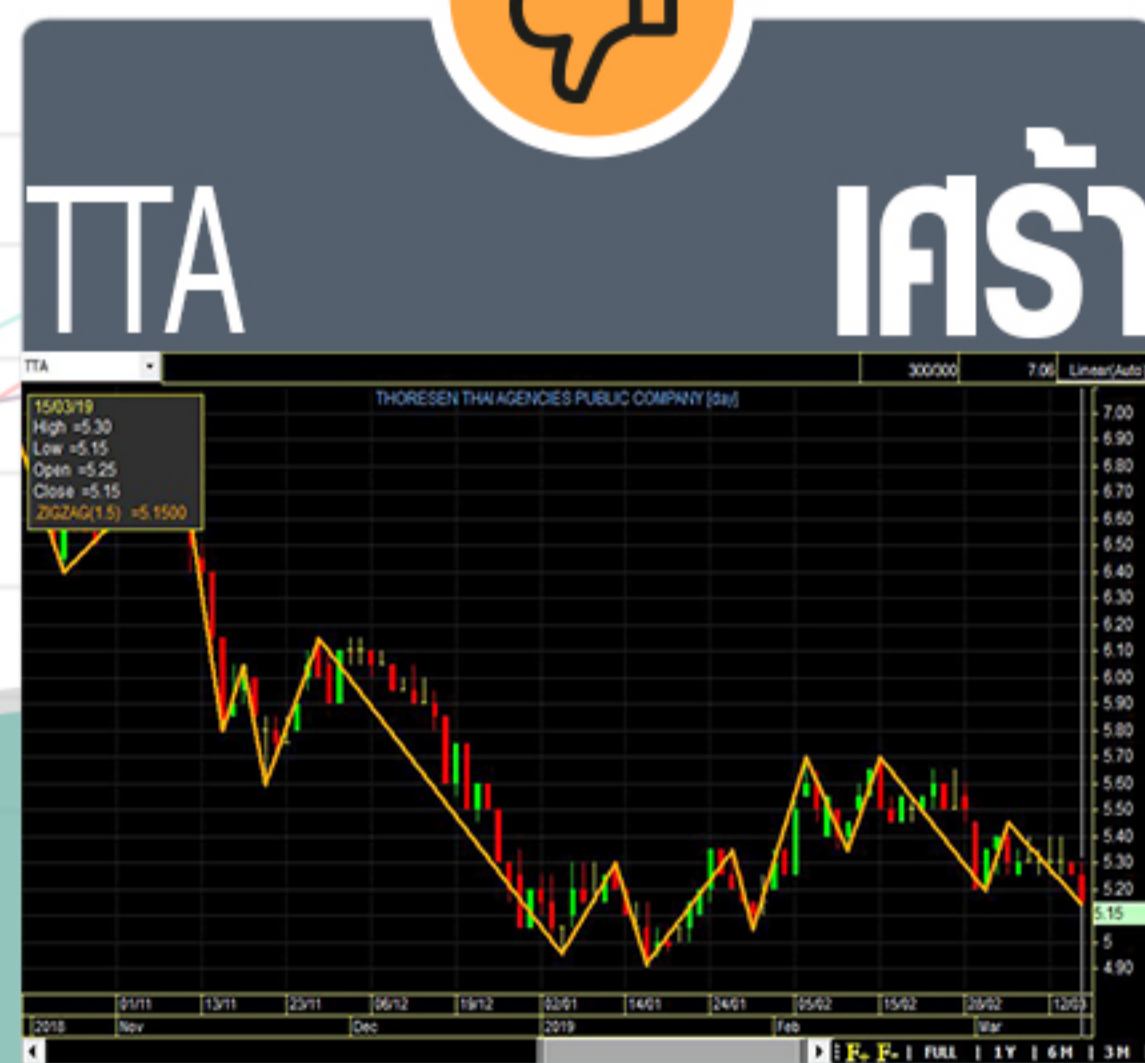 TTA เศร้า
TTA 300/300 7.06 Linear(Auto
THORESEN THAI AGENCIES PUBLIC COMPANY [day]
15/03/19
High =5.30
Low =5.15
Open =5.25
Close =5.15
ZIGZAG(1.5) =5.1500
7.00
6.90
6.80
6.70
6.60
6.50
6.40
6.30
6.20
6.10
6.00
5.90
5.80
5.70
5.60
5.50
5.40
5.30
5.20
5.15
5
4.90
01/11 13/11 23/11 06/12 19/12 02/01 14/01 24/01 05/02 15/02 28/02 12/03
2018 Nov Dec 2019 Feb Mar
F+ F- | FULL | 1Y | 6M | 3M